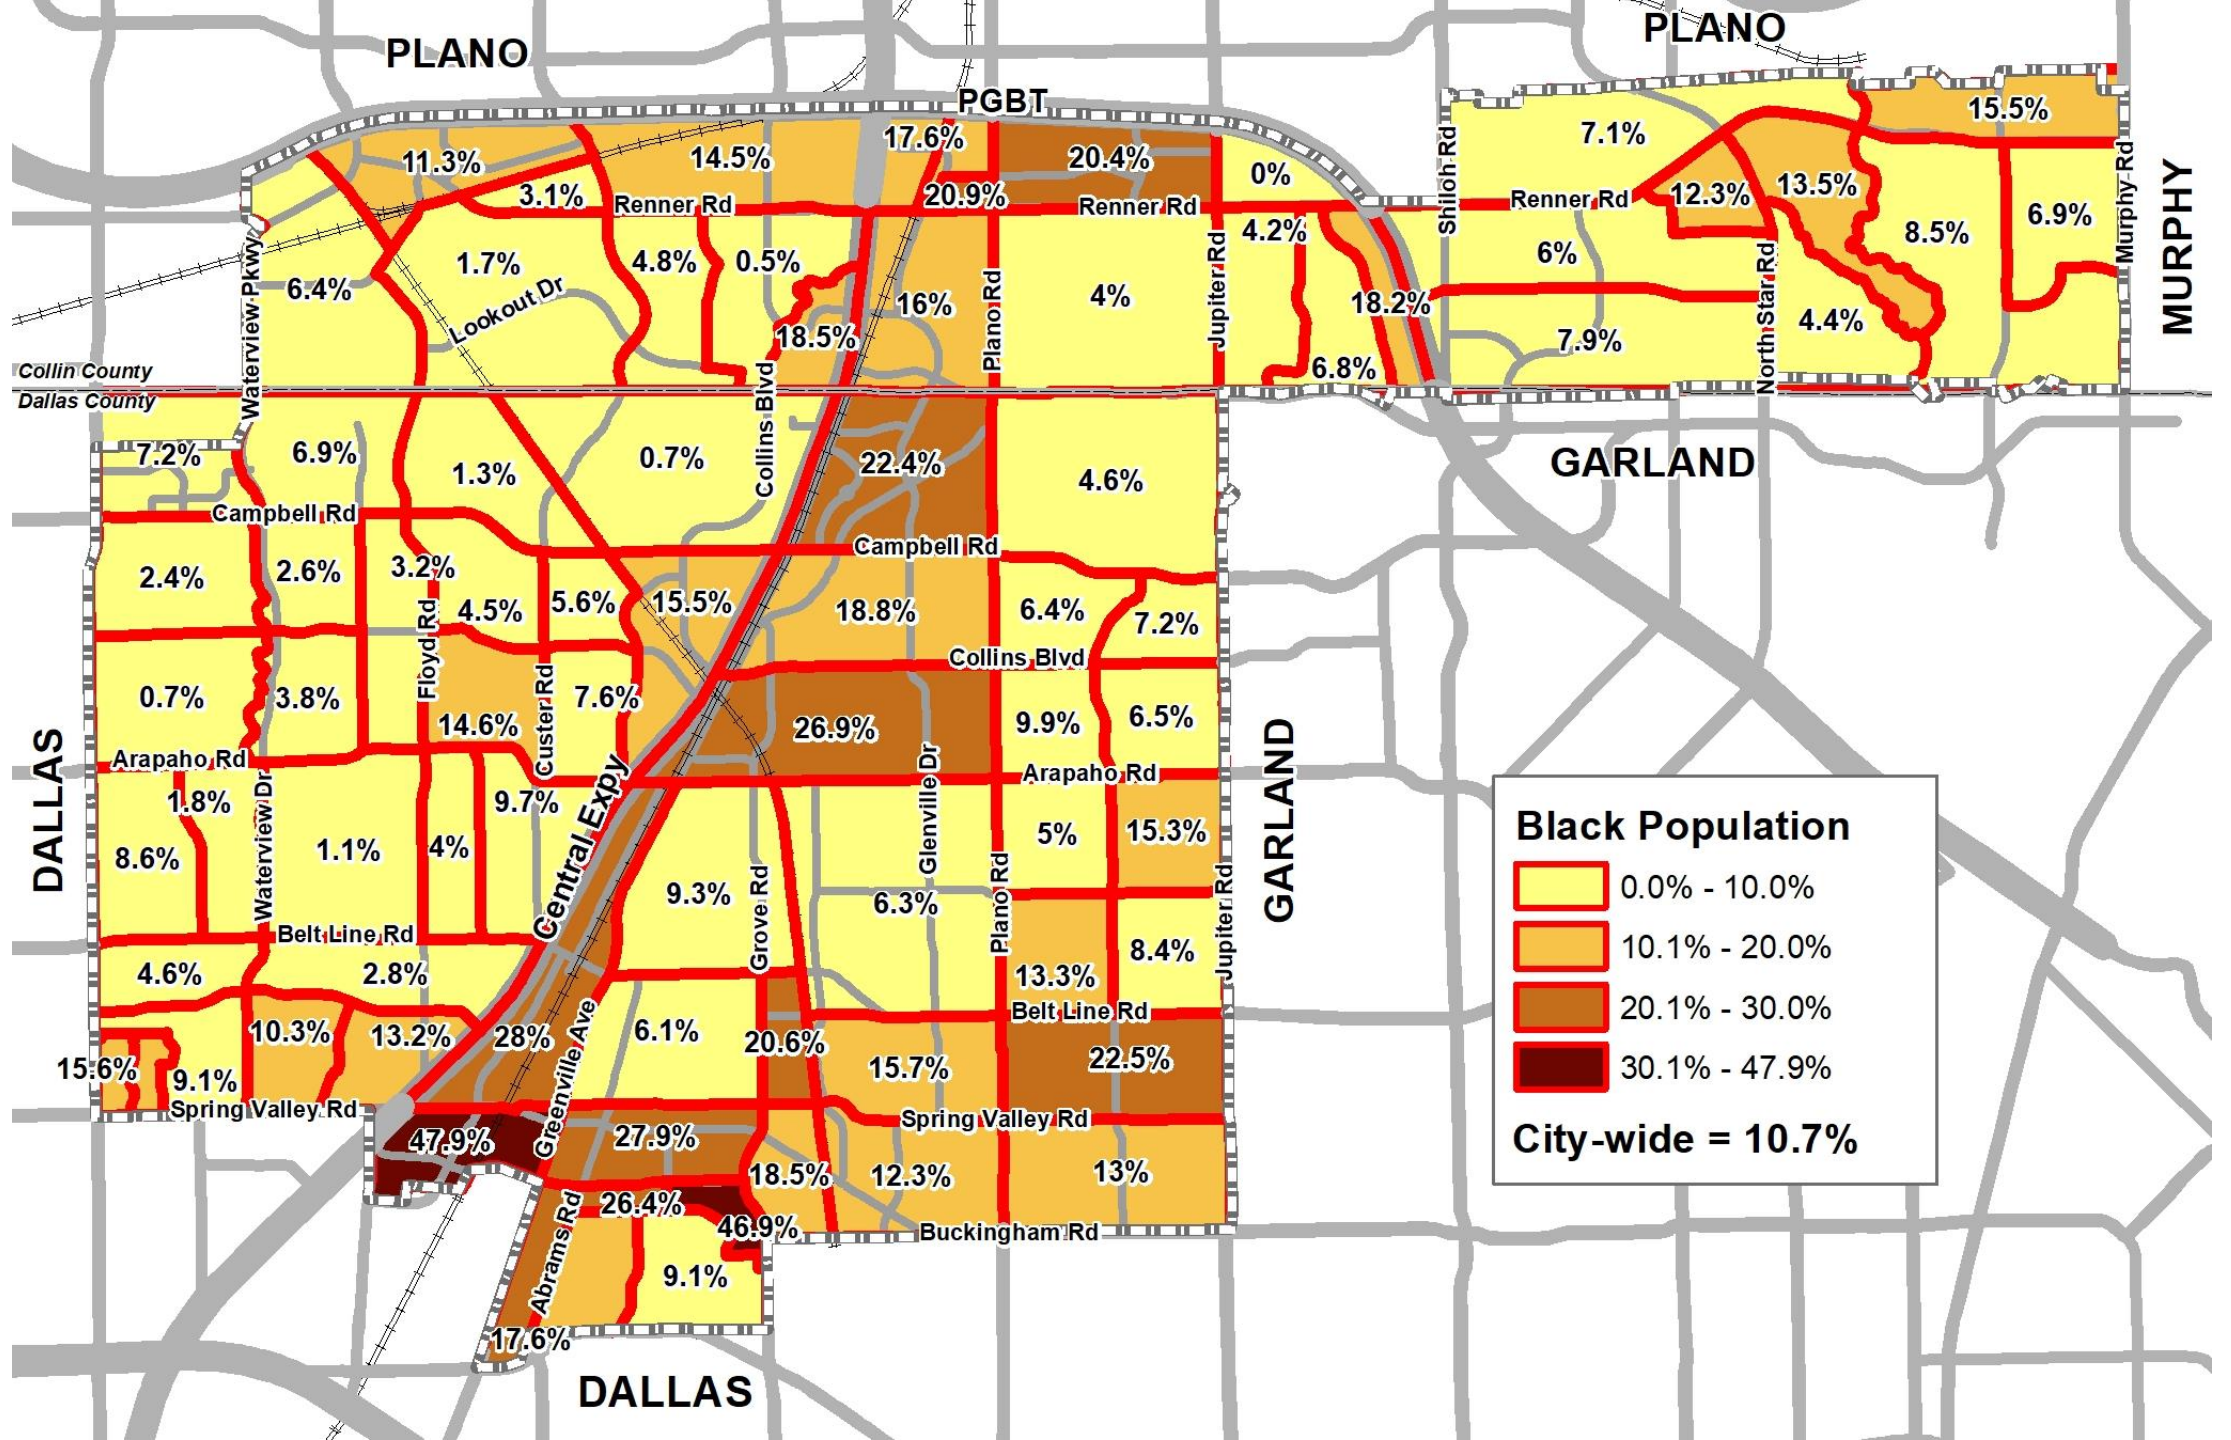 PLANO
PLANO
PGBT
15.5%
7.1%
17.6%
11.3%
14.5%
20.4%
0%
3.1%
Renner Rd
20.9%
Renner Rd
Renner Rd
12.3%
13.5%
Shiloh Rd
Murphy Rd
MURPHY
6.9%
8.5%
4.2%
6%
1.7%
4.8%
0.5%
6.4%
Waterview Pkwy
Lookout Dr
16%
Plano Rd
4%
Jupiter Rd
18.2%
North Star Rd
4.4%
18.5%
7.9%
6.8%
Collin County
Dallas County
Collins Blvd
7.2%
6.9%
1.3%
0.7%
22.4%
4.6%
GARLAND
Campbell Rd
Campbell Rd
2.4%
2.6%
3.2%
4.5%
5.6%
15.5%
18.8%
6.4%
7.2%
Floyd Rd
Collins Blvd
0.7%
3.8%
14.6%
Custer Rd
7.6%
26.9%
9.9%
6.5%
DALLAS
Arapaho Rd
Arapaho Rd
GARLAND
1.8%
9.7%
Central Expy
Glenville Dr
8.6%
Waterview Dr
1.1%
4%
5%
15.3%
Black Population
0.0% - 10.0%
10.1% - 20.0%
20.1% - 30.0%
30.1% - 47.9%
City-wide = 10.7%
9.3%
Grove Rd
6.3%
Plano Rd
Jupiter Rd
Belt Line Rd
8.4%
4.6%
2.8%
13.3%
Belt Line Rd
10.3%
13.2%
28%
Greenville Ave
6.1%
20.6%
15.7%
22.5%
15.6%
9.1%
Spring Valley Rd
Spring Valley Rd
47.9%
27.9%
18.5%
12.3%
13%
26.4%
46.9%
Buckingham Rd
Abrams Rd
9.1%
17.6%
DALLAS